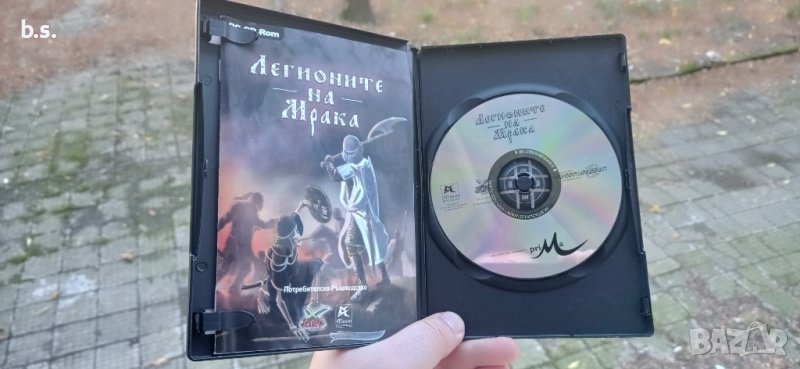 b.s.
PC CD-Rom
Легионите
на
Мрака
Потребителско Ръководство
Легионите
на
Мрака
priMa
BAZAR